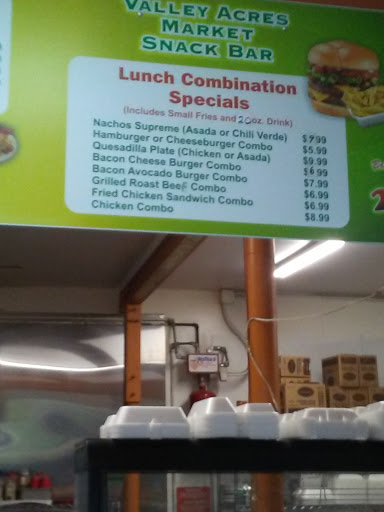 VALLEY ACRES
MARKET
SNACK BAR
Lunch Combination
Specials
(Includes Small Fries and 20oz. Drink)
Nachos Supreme (Asada or Chili Verde) $7.99
Hamburger or Cheeseburger Combo $5.99
Quesadilla Plate (Chicken or Asada) $9.99
Bacon Cheese Burger Combo $6.99
Bacon Avocado Burger Combo $7.99
Grilled Roast Beef Combo $6.99
Fried Chicken Sandwich Combo $6.99
Chicken Combo $8.99